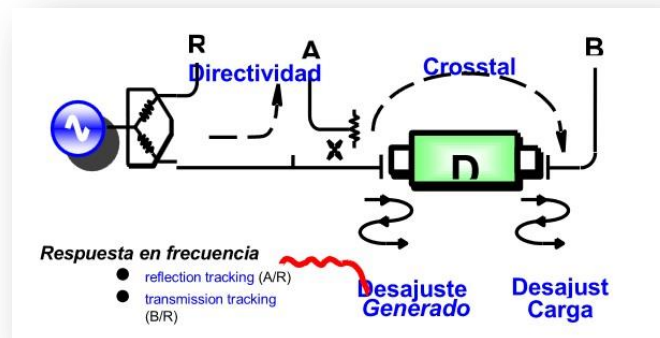 R
A
B
Directividad
Crosstal
D
Respuesta en frecuencia
reflection tracking (A/R)
transmission tracking
(B/R)
Desajuste
Generado
Desajust
Carga